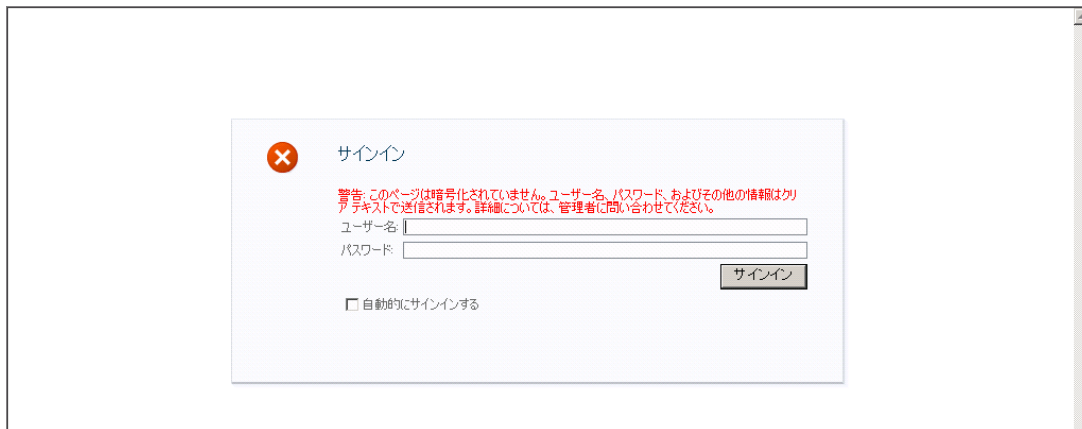 サインイン
警告: このページは暗号化されていません。ユーザー名、パスワード、およびその他の情報はクリ
ア テキストで送信されます。詳細については、管理者に問い合わせてください。
ユーザー名:
パスワード:
サインイン
自動的にサインインする